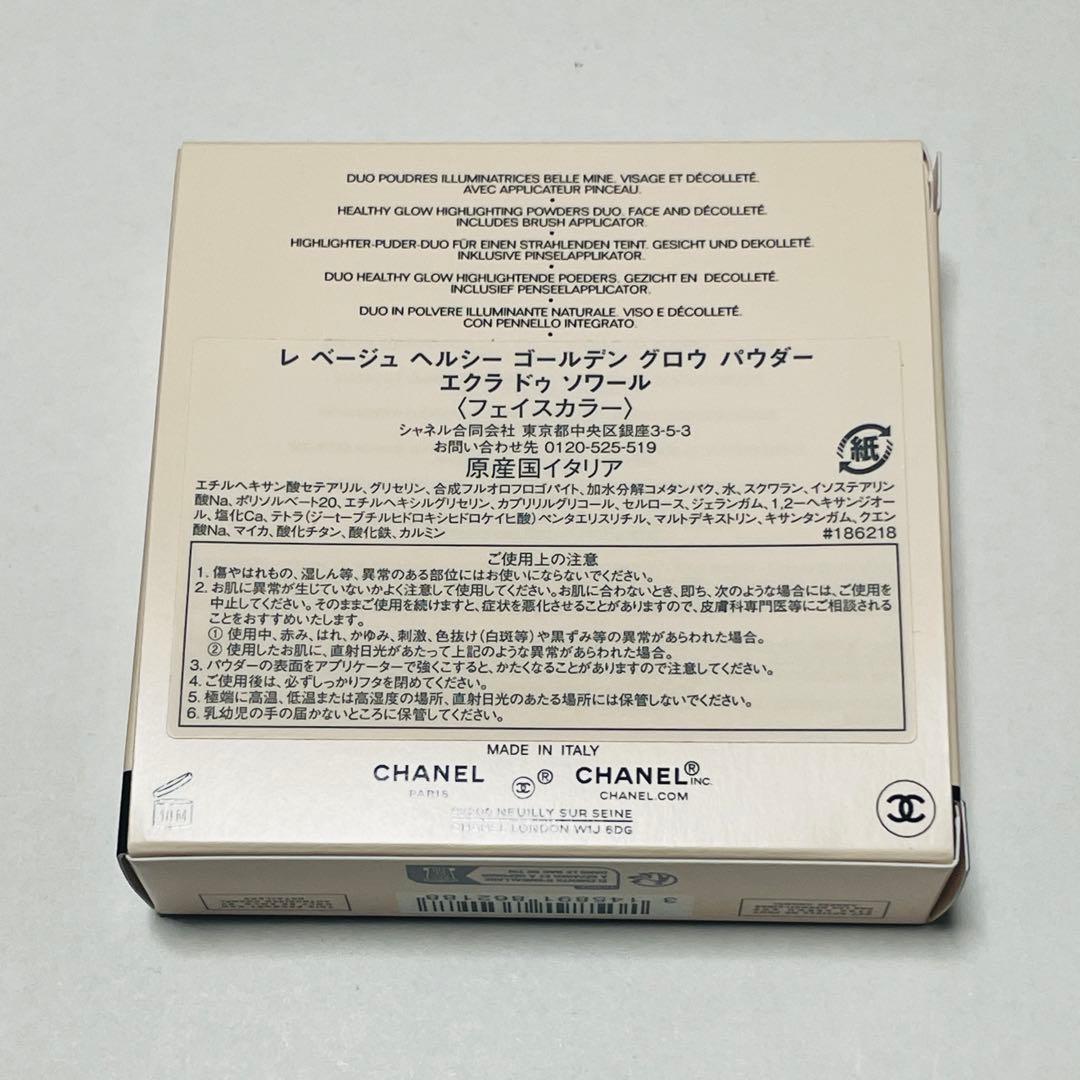 DUO POUDRES ILLUMINATRICES BELLE MINE. VISAGE ET DÉCOLLETÉ.
AVEC APPLICATEUR PINCEAU.
•
HEALTHY GLOW HIGHLIGHTING POWDERS DUO. FACE AND DÉCOLLETÉ.
INCLUDES BRUSH APPLICATOR.
•
HIGHLIGHTER-PUDER-DUO FÜR EINEN STRAHLENDEN TEINT. GESICHT UND DEKOLLETÉ.
INKLUSIVE PINSELAPPLIKATOR.
•
DUO HEALTHY GLOW HIGHLIGHTENDE POEDERS. GEZICHT EN DECOLLETÉ.
INCLUSIEF PENSEELAPPLICATOR.
•
DUO IN POLVERE ILLUMINANTE NATURALE. VISO E DÉCOLLETÉ.
CON PENNELLO INTEGRATO.
レ ベージュ ヘルシー ゴールデン グロウ パウダー
エクラ ドゥ ソワール
〈フェイスカラー〉
シャネル合同会社 東京都中央区銀座3-5-3
お問い合わせ先 0120-525-519
原産国イタリア
紙
エチルヘキサン酸セテアリル、グリセリン、合成フルオロフロゴパイト、加水分解コメタンパク、水、スクワラン、イソステアリン
酸Na、ポリソルベート20、エチルヘキシルグリセリン、カプリリルグリコール、セルロース、ジェランガム、1,2-ヘキサンジオー
ル、塩化Ca、テトラ(ジ-t-ブチルヒドロキシヒドロケイヒ酸)ペンタエリスリチル、マルトデキストリン、キサンタンガム、クエン
酸Na、マイカ、酸化チタン、酸化鉄、カルミン
#186218
ご使用上の注意
1. 傷やはれもの、湿しん等、異常のある部位にはお使いにならないでください。
2. お肌に異常が生じていないかよく注意して使用してください。お肌に合わないとき、即ち、次のような場合には、ご使用を
中止してください。そのままご使用を続けますと、症状を悪化させることがありますので、皮膚科専門医等にご相談される
ことをおすすめいたします。
① 使用中、赤み、はれ、かゆみ、刺激、色抜け(白斑等)や黒ずみ等の異常があらわれた場合。
② 使用したお肌に、直射日光があたって上記のような異常があらわれた場合。
3. パウダーの表面をアプリケーターで強くこすると、かたくなることがありますので注意してください。
4. ご使用後は、必ずしっかりフタを閉めてください。
5. 極端に高温、低温または高湿度の場所、直射日光のあたる場所には保管しないでください。
6. 乳幼児の手の届かないところに保管してください。
MADE IN ITALY
CHANEL ® CHANEL® INC.
PARIS CHANEL.COM
NEUILLY SUR SEINE
CHANEL LONDON W1J 6DG
3 145891 862188